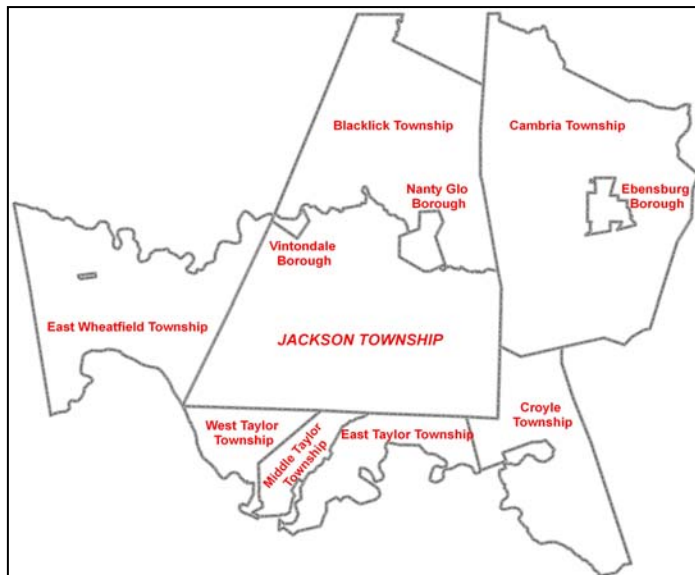 Blacklick Township
Cambria Township
Nanty Glo
Borough
Ebensburg
Borough
Vintondale
Borough
East Wheatfield Township
JACKSON TOWNSHIP
West Taylor
Township
Middle Taylor
Township
East Taylor Township
Croyle
Township